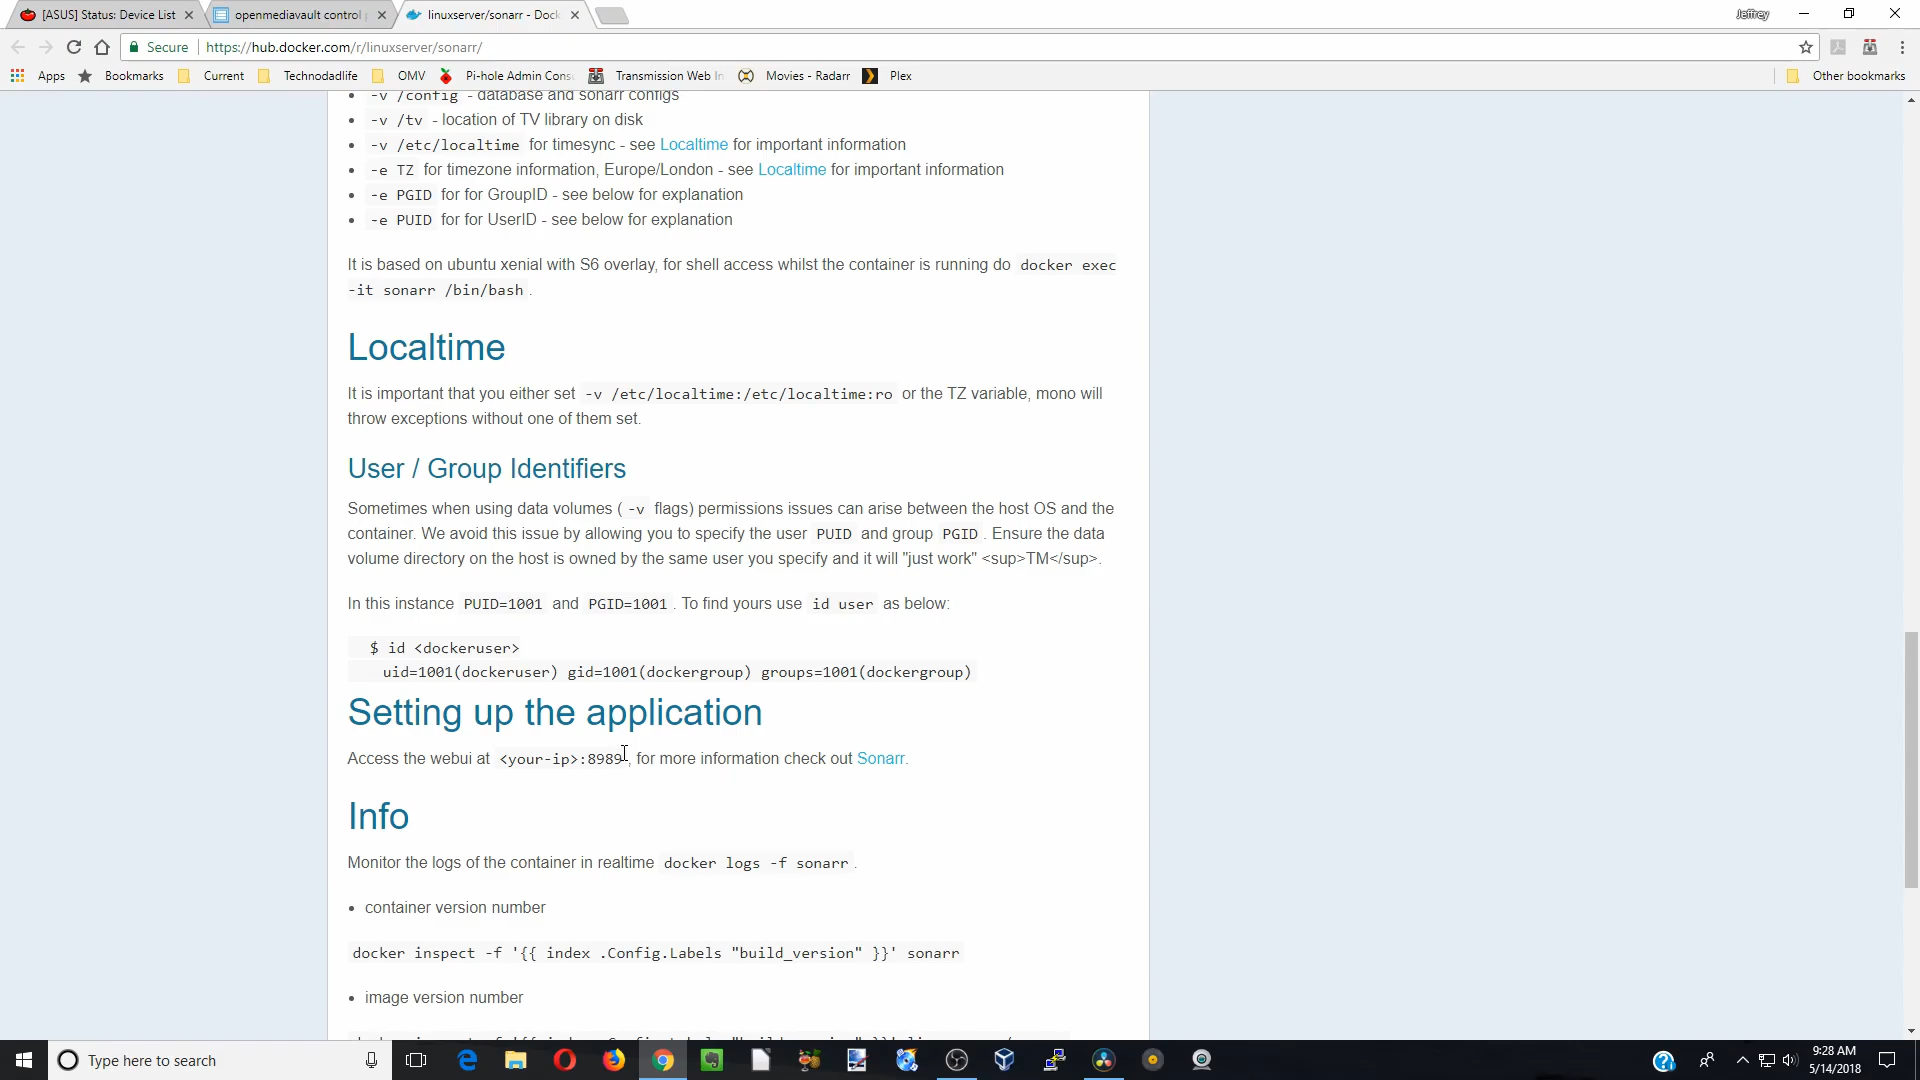 [ASUS] Status: Device List
openmediavault control p
linuxserver/sonarr - Dock
Jeffrey
Secure
https://hub.docker.com/r/linuxserver/sonarr/
Apps
Bookmarks
Current
Technodadlife
OMV
Pi-hole Admin Cons
Transmission Web In
Movies - Radarr
Plex
Other bookmarks
• -v /config - database and sonarr configs
• -v /tv - location of TV library on disk
• -v /etc/localtime for timesync - see Localtime for important information
• -e TZ for timezone information, Europe/London - see Localtime for important information
• -e PGID for for GroupID - see below for explanation
• -e PUID for for UserID - see below for explanation
It is based on ubuntu xenial with S6 overlay, for shell access whilst the container is running do docker exec
-it sonarr /bin/bash .
Localtime
It is important that you either set -v /etc/localtime:/etc/localtime:ro or the TZ variable, mono will
throw exceptions without one of them set.
User / Group Identifiers
Sometimes when using data volumes ( -v flags) permissions issues can arise between the host OS and the
container. We avoid this issue by allowing you to specify the user PUID and group PGID . Ensure the data
volume directory on the host is owned by the same user you specify and it will "just work" <sup>TM</sup>.
In this instance PUID=1001 and PGID=1001 . To find yours use id user as below:
$ id <dockeruser>
uid=1001(dockeruser) gid=1001(dockergroup) groups=1001(dockergroup)
Setting up the application
Access the webui at <your-ip>:8989 , for more information check out Sonarr.
Info
Monitor the logs of the container in realtime docker logs -f sonarr .
• container version number
docker inspect -f '{{ index .Config.Labels "build_version" }}' sonarr
• image version number
Type here to search
9:28 AM
5/14/2018